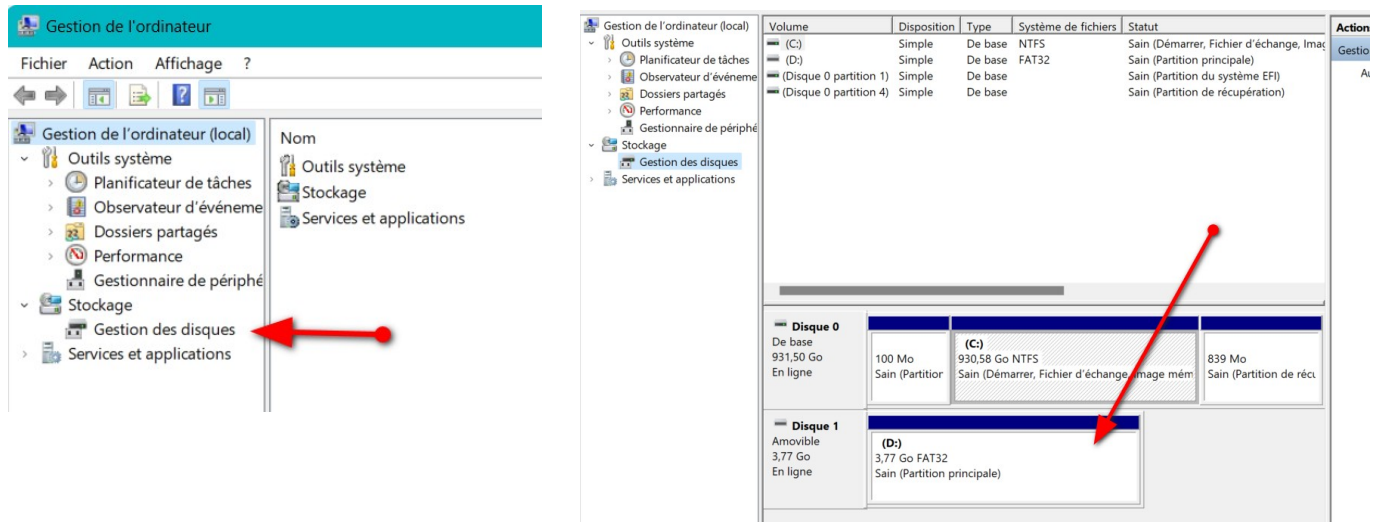 Gestion de l'ordinateur
Fichier Action Affichage ?
Gestion de l'ordinateur (local)
Outils système
Planificateur de tâches
Observateur d'événeme
Dossiers partagés
Performance
Gestionnaire de périphé
Stockage
Gestion des disques
Services et applications
Nom
Outils système
Stockage
Services et applications
Gestion de l'ordinateur (local)
Outils système
Planificateur de tâches
Observateur d'événeme
Dossiers partagés
Performance
Gestionnaire de périphé
Stockage
Gestion des disques
Services et applications
Volume Disposition Type Système de fichiers Statut
(C:) Simple De base NTFS Sain (Démarrer, Fichier d'échange, Imag
(D:) Simple De base FAT32 Sain (Partition principale)
(Disque 0 partition 1) Simple De base Sain (Partition du système EFI)
(Disque 0 partition 4) Simple De base Sain (Partition de récupération)
Action
Gestio
Au
Disque 0
De base
931,50 Go
En ligne
100 Mo
Sain (Partition
(C:)
930,58 Go NTFS
Sain (Démarrer, Fichier d'échange, Image mém
839 Mo
Sain (Partition de récu
Disque 1
Amovible
3,77 Go
En ligne
(D:)
3,77 Go FAT32
Sain (Partition principale)